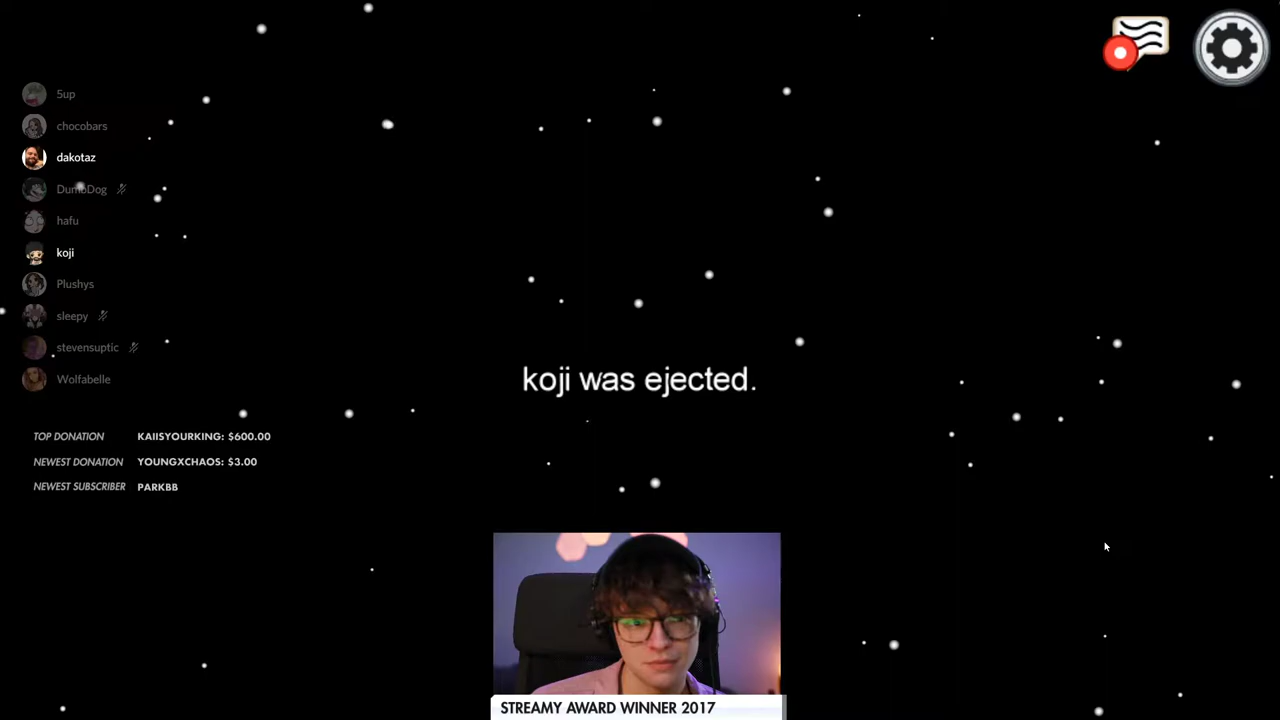 5up
chocobars
dakotaz
DumbDog
hafu
koji
Plushys
sleepy
stevensuptic
Wolfabelle
koji was ejected.
TOP DONATION KAIISYOURKING: $600.00
NEWEST DONATION YOUNGXCHAOS: $3.00
NEWEST SUBSCRIBER PARKBB
STREAMY AWARD WINNER 2017